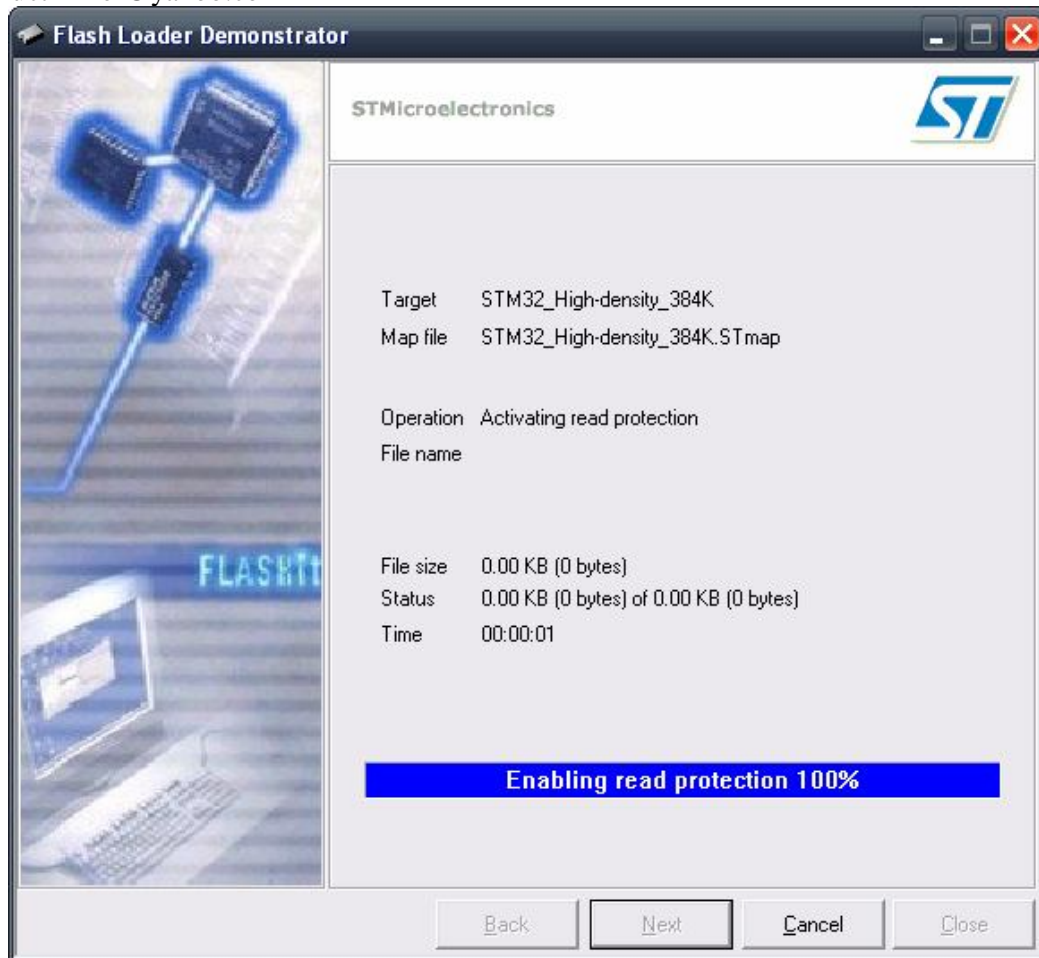 Flash Loader Demonstrator
STMicroelectronics
ST
Target STM32_High-density_384K
Map file STM32_High-density_384K.STmap
Operation Activating read protection
File name
FLASHIt
File size 0.00 KB (0 bytes)
Status 0.00 KB (0 bytes) of 0.00 KB (0 bytes)
Time 00:00:01
Enabling read protection 100%
Back Next Cancel Close